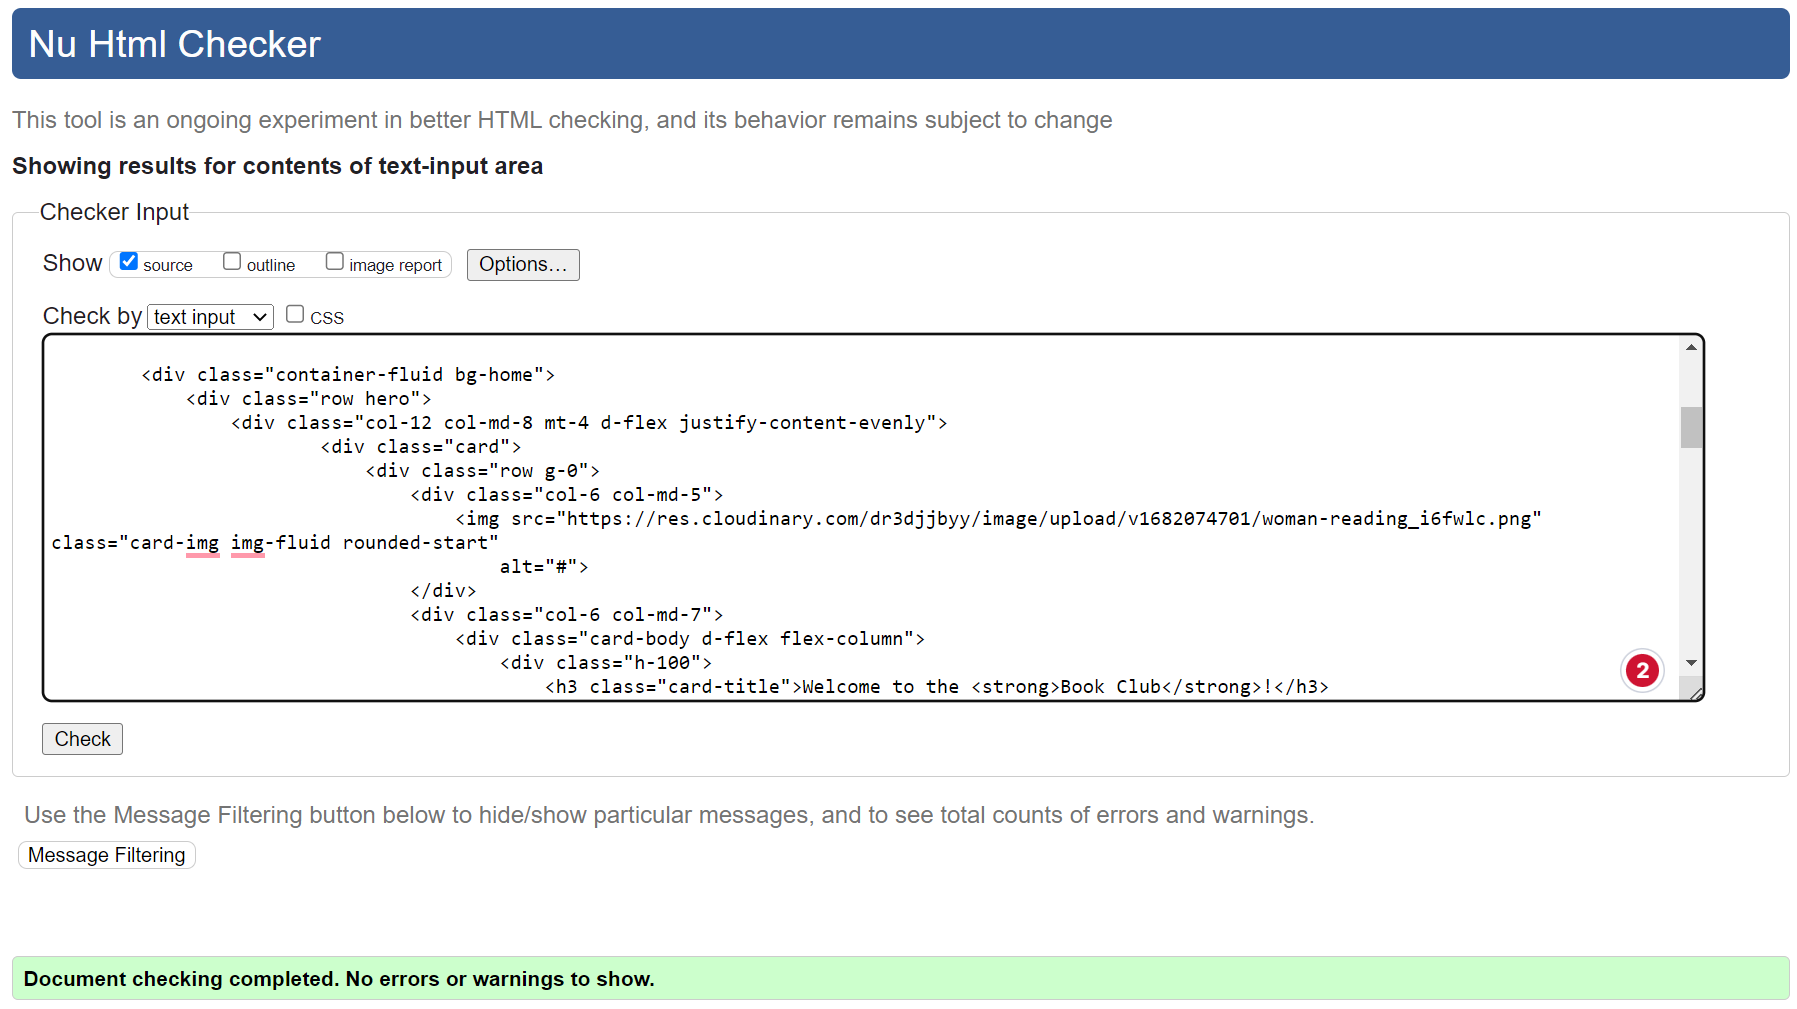 Nu Html Checker
This tool is an ongoing experiment in better HTML checking, and its behavior remains subject to change
Showing results for contents of text-input area
Checker Input
Show source outline image report Options...
Check by text input CSS
<div class="container-fluid bg-home">
<div class="row hero">
<div class="col-12 col-md-8 mt-4 d-flex justify-content-evenly">
<div class="card">
<div class="row g-0">
<div class="col-6 col-md-5">
<img src="https://res.cloudinary.com/dr3djjbyy/image/upload/v1682074701/woman-reading_i6fwlc.png"
class="card-img img-fluid rounded-start"
alt="#">
</div>
<div class="col-6 col-md-7">
<div class="card-body d-flex flex-column">
<div class="h-100">
<h3 class="card-title">Welcome to the <strong>Book Club</strong>!</h3>
2
Check
Use the Message Filtering button below to hide/show particular messages, and to see total counts of errors and warnings.
Message Filtering
Document checking completed. No errors or warnings to show.